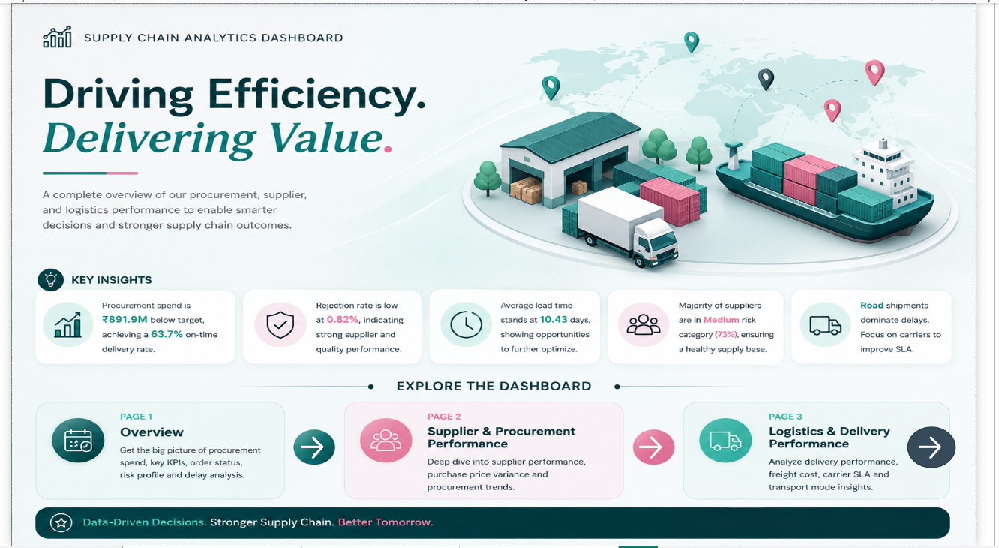 SUPPLY CHAIN ANALYTICS DASHBOARD
Driving Efficiency.
Delivering Value.
A complete overview of our procurement, supplier,
and logistics performance to enable smarter
decisions and stronger supply chain outcomes.
KEY INSIGHTS
Procurement spend is
₹891.9M below target,
achieving a 63.7% on-time
delivery rate.
Rejection rate is low
at 0.82%, indicating
strong supplier and
quality performance.
Average lead time
stands at 10.43 days,
showing opportunities
to further optimize.
Majority of suppliers
are in Medium risk
category (73%), ensuring
a healthy supply base.
Road shipments
dominate delays.
Focus on carriers to
improve SLA.
EXPLORE THE DASHBOARD
PAGE 1
Overview
Get the big picture of procurement
spend, key KPIs, order status,
risk profile and delay analysis.
PAGE 2
Supplier & Procurement
Performance
Deep dive into supplier performance,
purchase price variance and
procurement trends.
PAGE 3
Logistics & Delivery
Performance
Analyze delivery performance,
freight cost, carrier SLA and
transport mode insights.
Data-Driven Decisions. Stronger Supply Chain. Better Tomorrow.